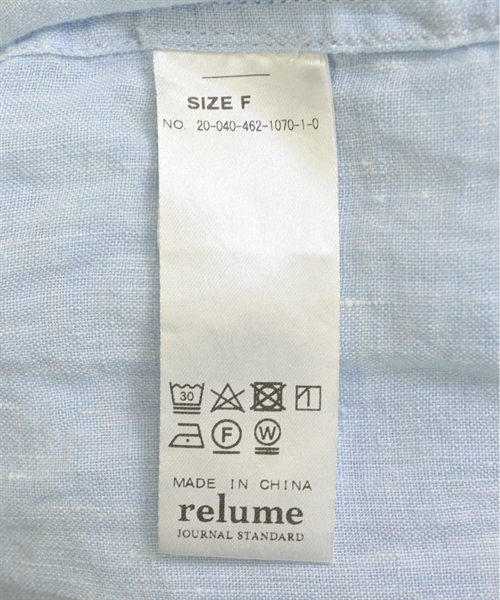 SIZE F
NO. 20-040-462-1070-1-0
30
F W
MADE IN CHINA
relume
JOURNAL STANDARD